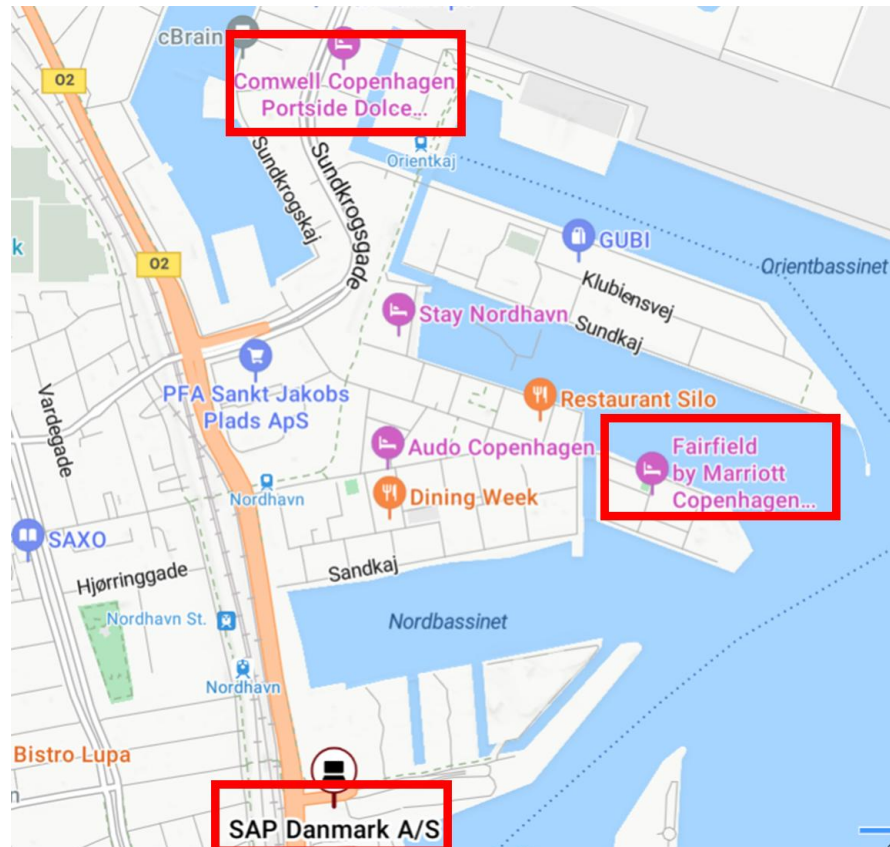 cBrain
O2
Comwell Copenhagen
Portside Dolce...
Orientkaj
Sundkrogskaj
Sundkrogsgade
k
O2
GUBI
Orientbassinet
Klubiensvej
Stay Nordhavn
Sundkaj
PFA Sankt Jakobs
Plads ApS
Restaurant Silo
Vardegade
Audo Copenhagen
Fairfield
by Marriott
Copenhagen...
Nordhavn
Dining Week
SAXO
Hjørringgade
Sandkaj
Nordhavn St.
Nordbassinet
Nordhavn
Bistro Lupa
n
SAP Danmark A/S